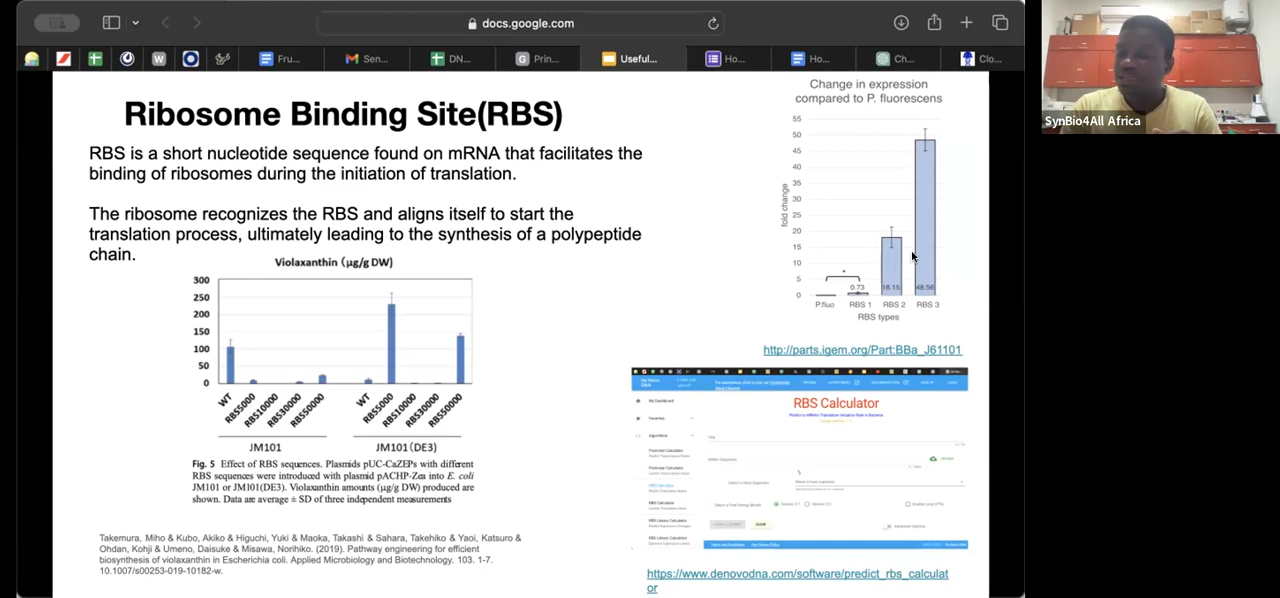 docs.google.com
Fru...
Sen...
DN...
Prin...
Useful...
Ho...
Ho...
Ch...
Clo...
SynBio4All Africa
Ribosome Binding Site(RBS)
RBS is a short nucleotide sequence found on mRNA that facilitates the
binding of ribosomes during the initiation of translation.
The ribosome recognizes the RBS and aligns itself to start the
translation process, ultimately leading to the synthesis of a polypeptide
chain.
Violaxanthin (µg/g DW)
300
250
200
150
100
50
0
WT
RBS5000
RBS10000
RBS30000
RBS50000
WT
RBS5000
RBS10000
RBS30000
RBS50000
JM101
JM101(DE3)
Fig. 5 Effect of RBS sequences. Plasmids pUC-CaZEPs with different
RBS sequences were introduced with plasmid pACHP-Zea into E. coli
JM101 or JM101(DE3). Violaxanthin amounts (µg/g DW) produced are
shown. Data are average ± SD of three independent measurements
Takemura, Miho & Kubo, Akiko & Higuchi, Yuki & Maoka, Takashi & Sahara, Takehiko & Yaoi, Katsuro &
Ohdan, Kohji & Umeno, Daisuke & Misawa, Norihiko. (2019). Pathway engineering for efficient
biosynthesis of violaxanthin in Escherichia coli. Applied Microbiology and Biotechnology. 103. 1-7.
10.1007/s00253-019-10182-w.
Change in expression
compared to P. fluorescens
fold change
55
50
45
40
35
30
25
20
15
10
5
0
*
0.73
18.15
48.56
P.fluo
RBS 1
RBS 2
RBS 3
RBS types
http://parts.igem.org/Part:BBa_J61101
RBS Calculator
My Dashboard
Favorites
Algorithms
Title
https://www.denovodna.com/software/predict_rbs_calculat
or